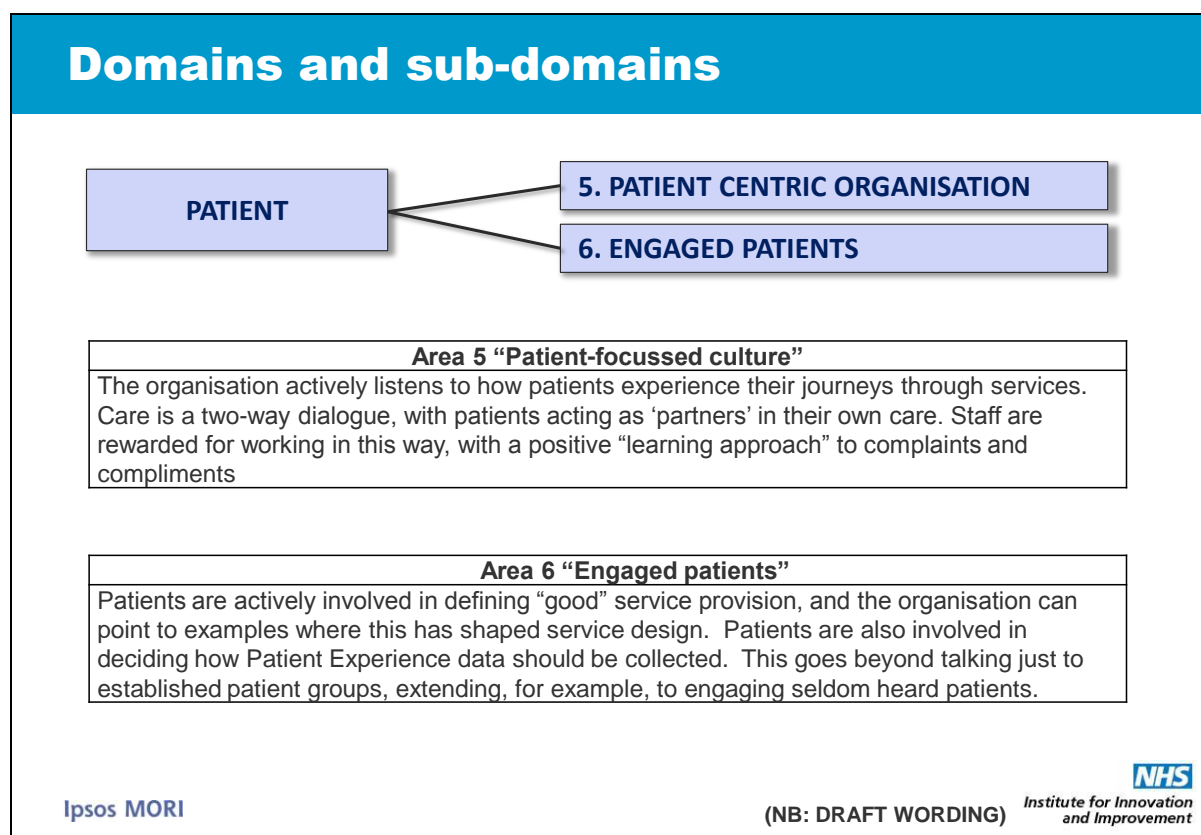 Domains and sub-domains
PATIENT
5. PATIENT CENTRIC ORGANISATION
6. ENGAGED PATIENTS
Area 5 “Patient-focussed culture”
The organisation actively listens to how patients experience their journeys through services.
Care is a two-way dialogue, with patients acting as ‘partners’ in their own care. Staff are
rewarded for working in this way, with a positive “learning approach” to complaints and
compliments
Area 6 “Engaged patients”
Patients are actively involved in defining “good” service provision, and the organisation can
point to examples where this has shaped service design.  Patients are also involved in
deciding how Patient Experience data should be collected.  This goes beyond talking just to
established patient groups, extending, for example, to engaging seldom heard patients.
Ipsos MORI
(NB: DRAFT WORDING)
NHS
Institute for Innovation
and Improvement